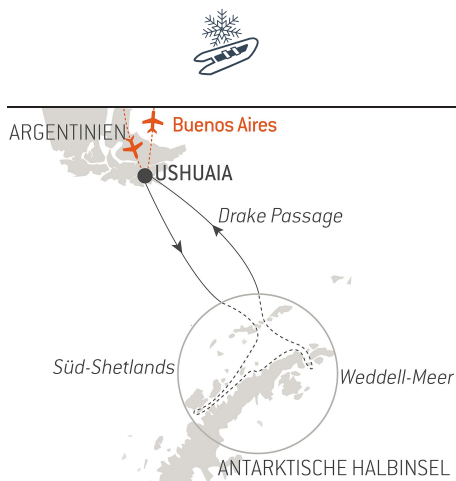 Buenos Aires
ARGENTINIEN
USHUAIA
Drake Passage
Süd-Shetlands
Weddell-Meer
ANTARKTISCHE HALBINSEL